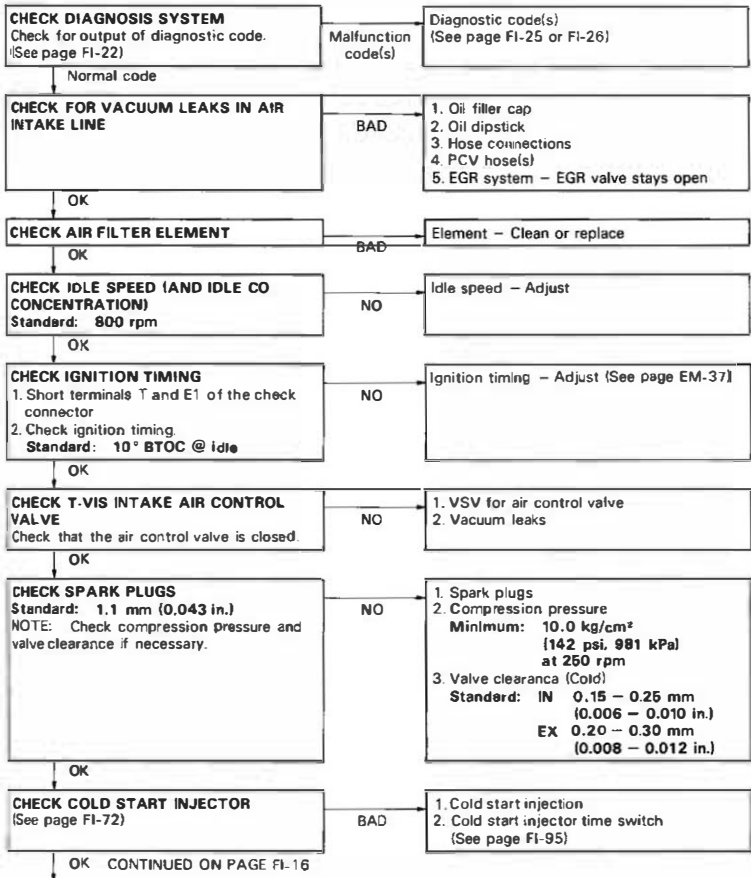 CHECK DIAGNOSIS SYSTEM
Check for output of diagnostic code.
(See page FI-22)
Malfunction
code(s)
Diagnostic code(s)
(See page FI-25 or FI-26)
Normal code
CHECK FOR VACUUM LEAKS IN AIR
INTAKE LINE
BAD
1. Oil filler cap
2. Oil dipstick
3. Hose connections
4. PCV hose(s)
5. EGR system – EGR valve stays open
OK
CHECK AIR FILTER ELEMENT
BAD
Element – Clean or replace
OK
CHECK IDLE SPEED (AND IDLE CO
CONCENTRATION)
Standard: 800 rpm
NO
Idle speed – Adjust
OK
CHECK IGNITION TIMING
1. Short terminals T and E1 of the check
connector
2. Check ignition timing.
Standard: 10° BTOC @ idle
NO
Ignition timing – Adjust (See page EM-37)
OK
CHECK T-VIS INTAKE AIR CONTROL
VALVE
Check that the air control valve is closed.
NO
1. VSV for air control valve
2. Vacuum leaks
OK
CHECK SPARK PLUGS
Standard: 1.1 mm (0.043 in.)
NOTE: Check compression pressure and
valve clearance if necessary.
NO
1. Spark plugs
2. Compression pressure
Minimum: 10.0 kg/cm²
(142 psi, 981 kPa)
at 250 rpm
3. Valve clearanca (Cold)
Standard: IN 0.15 – 0.25 mm
(0.006 – 0.010 in.)
EX 0.20 – 0.30 mm
(0.008 – 0.012 in.)
OK
CHECK COLD START INJECTOR
(See page FI-72)
BAD
1. Cold start injection
2. Cold start injector time switch
(See page FI-95)
OK CONTINUED ON PAGE FI-16